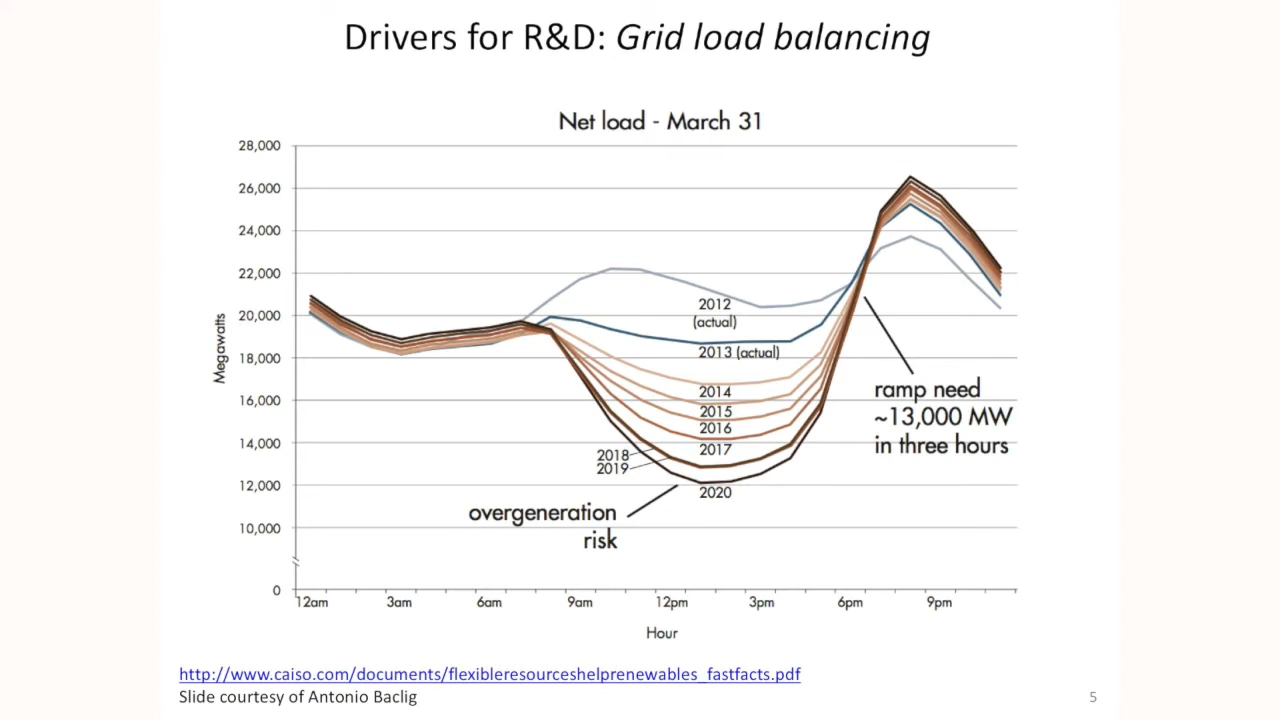 Drivers for R&D: Grid load balancing
Net load - March 31
28,000
26,000
24,000
22,000
20,000
18,000
16,000
14,000
12,000
10,000
0
Megawatts
2012
(actual)
2013 (actual)
2014
2015
2016
2017
2018
2019
2020
ramp need
~13,000 MW
in three hours
overgeneration
risk
12am 3am 6am 9am 12pm 3pm 6pm 9pm
Hour
http://www.caiso.com/documents/flexibleresourceshelprenewables_fastfacts.pdf
Slide courtesy of Antonio Baclig
5